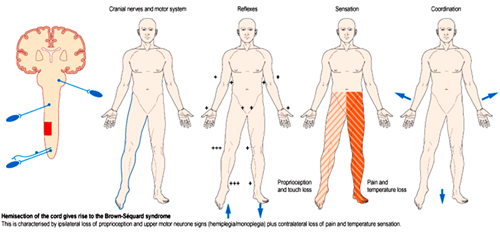 Cranial nerves and motor system
Reflexes
Sensation
Coordination
+ +
+ +
+ +
+++ +
+++ +
Proprioception
and touch loss
Pain and
temperature loss
Hemisection of the cord gives rise to the Brown-Séquard syndrome
This is characterised by ipsilateral loss of proprioception and upper motor neurone signs (hemiplegia/monoplegia) plus contralateral loss of pain and temperature sensation.